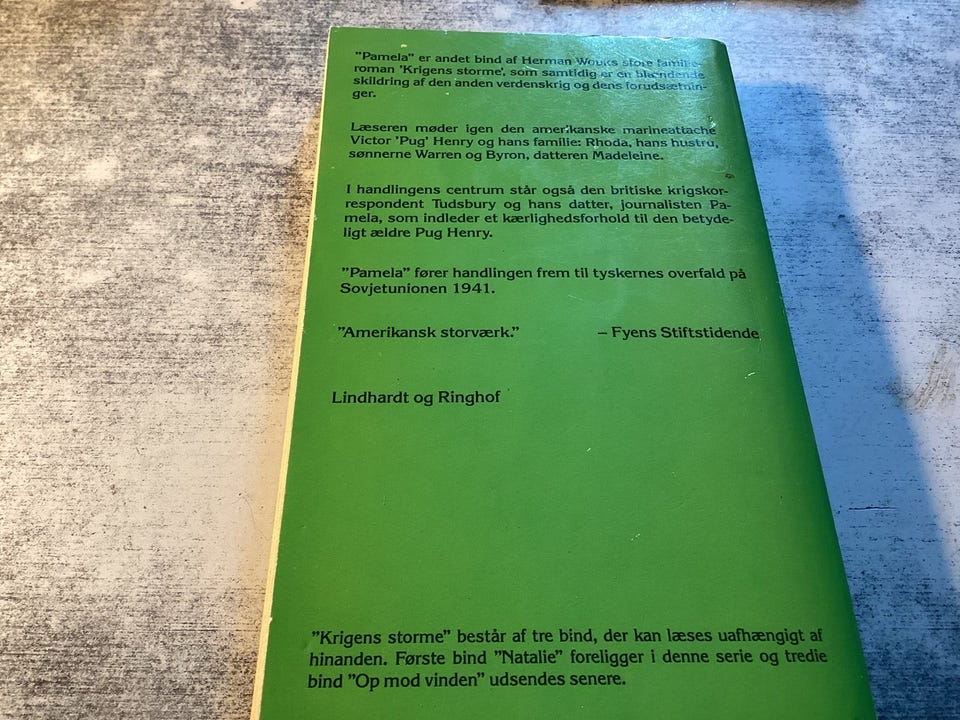 "Pamela" er andet bind af Herman Wouks store familie-
roman 'Krigens storme', som samtidig er en blændende
skildring af den anden verdenskrig og dens forudsætnin-
ger.
Læseren møder igen den amerikanske marineattache
Victor 'Pug' Henry og hans familie: Rhoda, hans hustru,
sønnerne Warren og Byron, datteren Madeleine.
I handlingens centrum står også den britiske krigskor-
respondent Tudsbury og hans datter, journalisten Pa-
mela, som indleder et kærlighedsforhold til den betyde-
ligt ældre Pug Henry.
"Pamela" fører handlingen frem til tyskernes overfald på
Sovjetunionen 1941.
"Amerikansk storværk." – Fyens Stiftstidende
Lindhardt og Ringhof
"Krigens storme" består af tre bind, der kan læses uafhængigt af
hinanden. Første bind "Natalie" foreligger i denne serie og tredie
bind "Op mod vinden" udsendes senere.